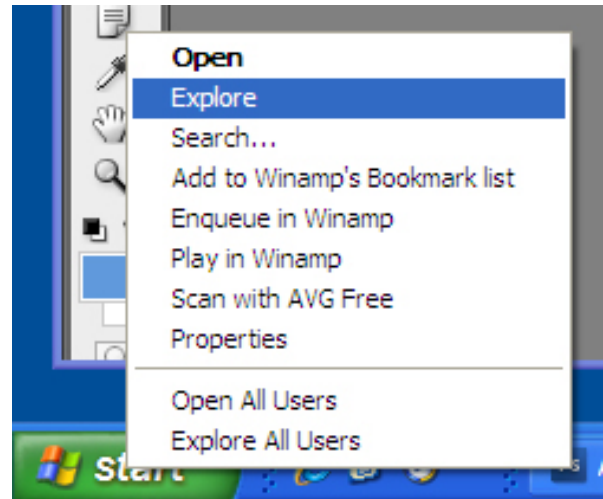 Open
Explore
Search...
Add to Winamp's Bookmark list
Enqueue in Winamp
Play in Winamp
Scan with AVG Free
Properties
Open All Users
Explore All Users
start